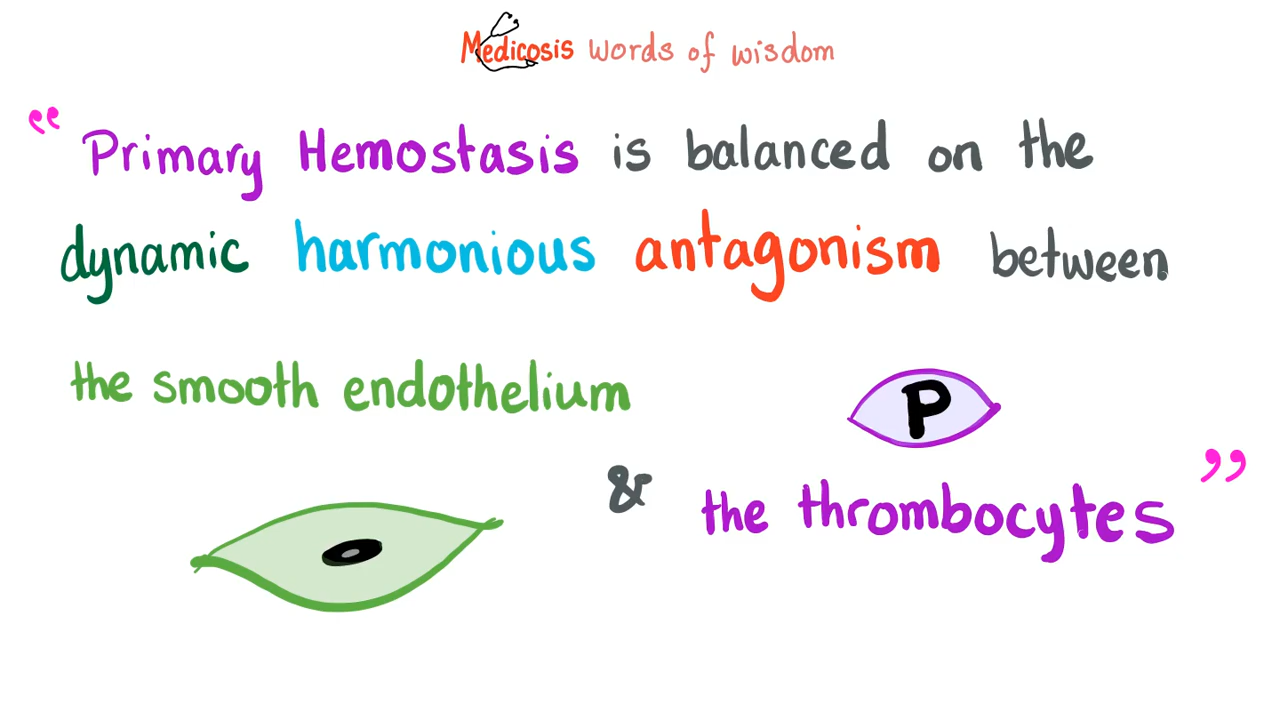 Medicosis words of wisdom
“ Primary Hemostasis is balanced on the
dynamic harmonious antagonism between
the smooth endothelium
P
& the thrombocytes ”